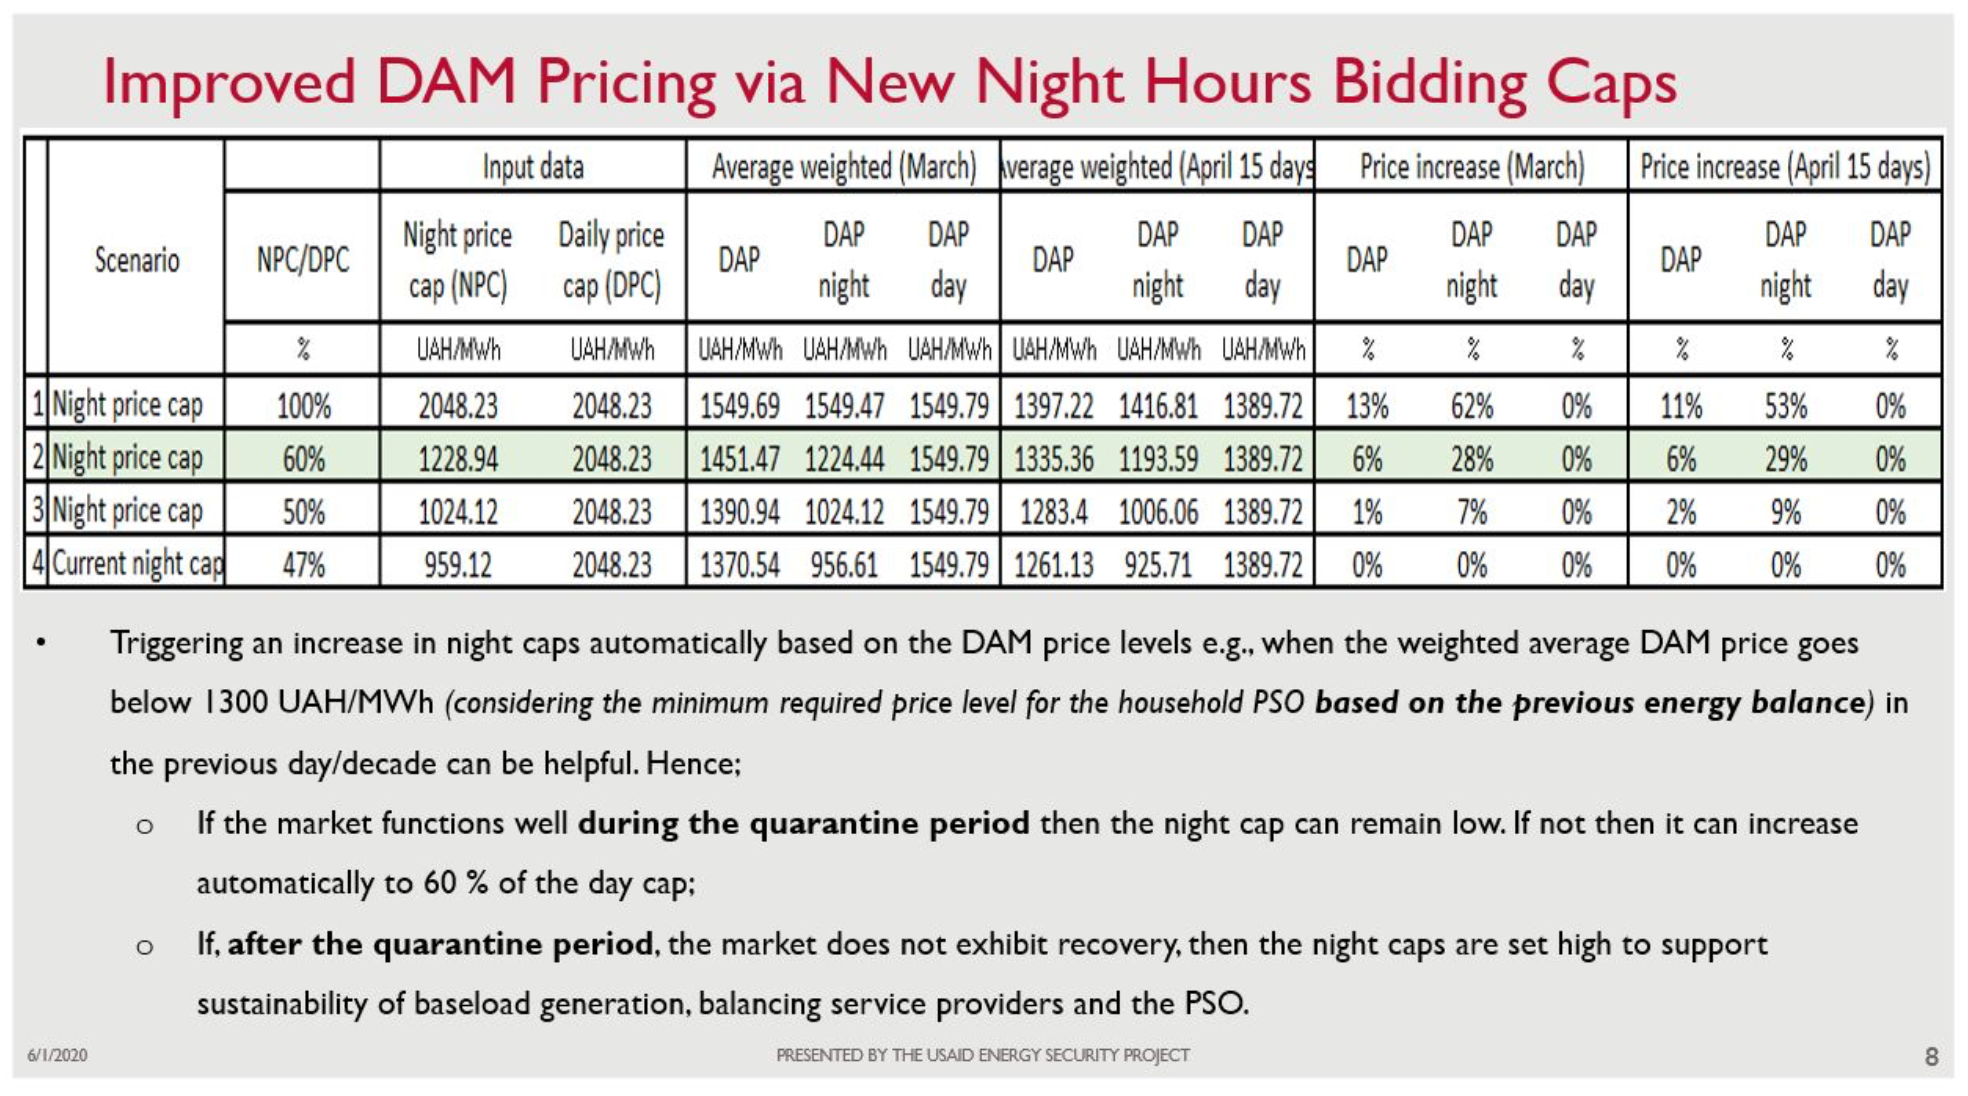 Improved DAM Pricing via New Night Hours Bidding Caps
Input data Average weighted (March) verage weighted (April 15 days Price increase (March) Price increase (April 15 days)
Scenario NPC/DPC Night price cap (NPC) Daily price cap (DPC) DAP DAP night DAP day DAP DAP night DAP day DAP DAP night DAP day DAP DAP night DAP day
% UAH/MWh UAH/MWh UAH/MWh UAH/MWh UAH/MWh UAH/MWh UAH/MWh UAH/MWh % % % % % %
1 Night price cap 100% 2048.23 2048.23 1549.69 1549.47 1549.79 1397.22 1416.81 1389.72 13% 62% 0% 11% 53% 0%
2 Night price cap 60% 1228.94 2048.23 1451.47 1224.44 1549.79 1335.36 1193.59 1389.72 6% 28% 0% 6% 29% 0%
3 Night price cap 50% 1024.12 2048.23 1390.94 1024.12 1549.79 1283.4 1006.06 1389.72 1% 7% 0% 2% 9% 0%
4 Current night cap 47% 959.12 2048.23 1370.54 956.61 1549.79 1261.13 925.71 1389.72 0% 0% 0% 0% 0% 0%
• Triggering an increase in night caps automatically based on the DAM price levels e.g., when the weighted average DAM price goes
below 1300 UAH/MWh (considering the minimum required price level for the household PSO based on the previous energy balance) in
the previous day/decade can be helpful. Hence;
o If the market functions well during the quarantine period then the night cap can remain low. If not then it can increase
automatically to 60 % of the day cap;
o If, after the quarantine period, the market does not exhibit recovery, then the night caps are set high to support
sustainability of baseload generation, balancing service providers and the PSO.
6/1/2020 PRESENTED BY THE USAID ENERGY SECURITY PROJECT 8